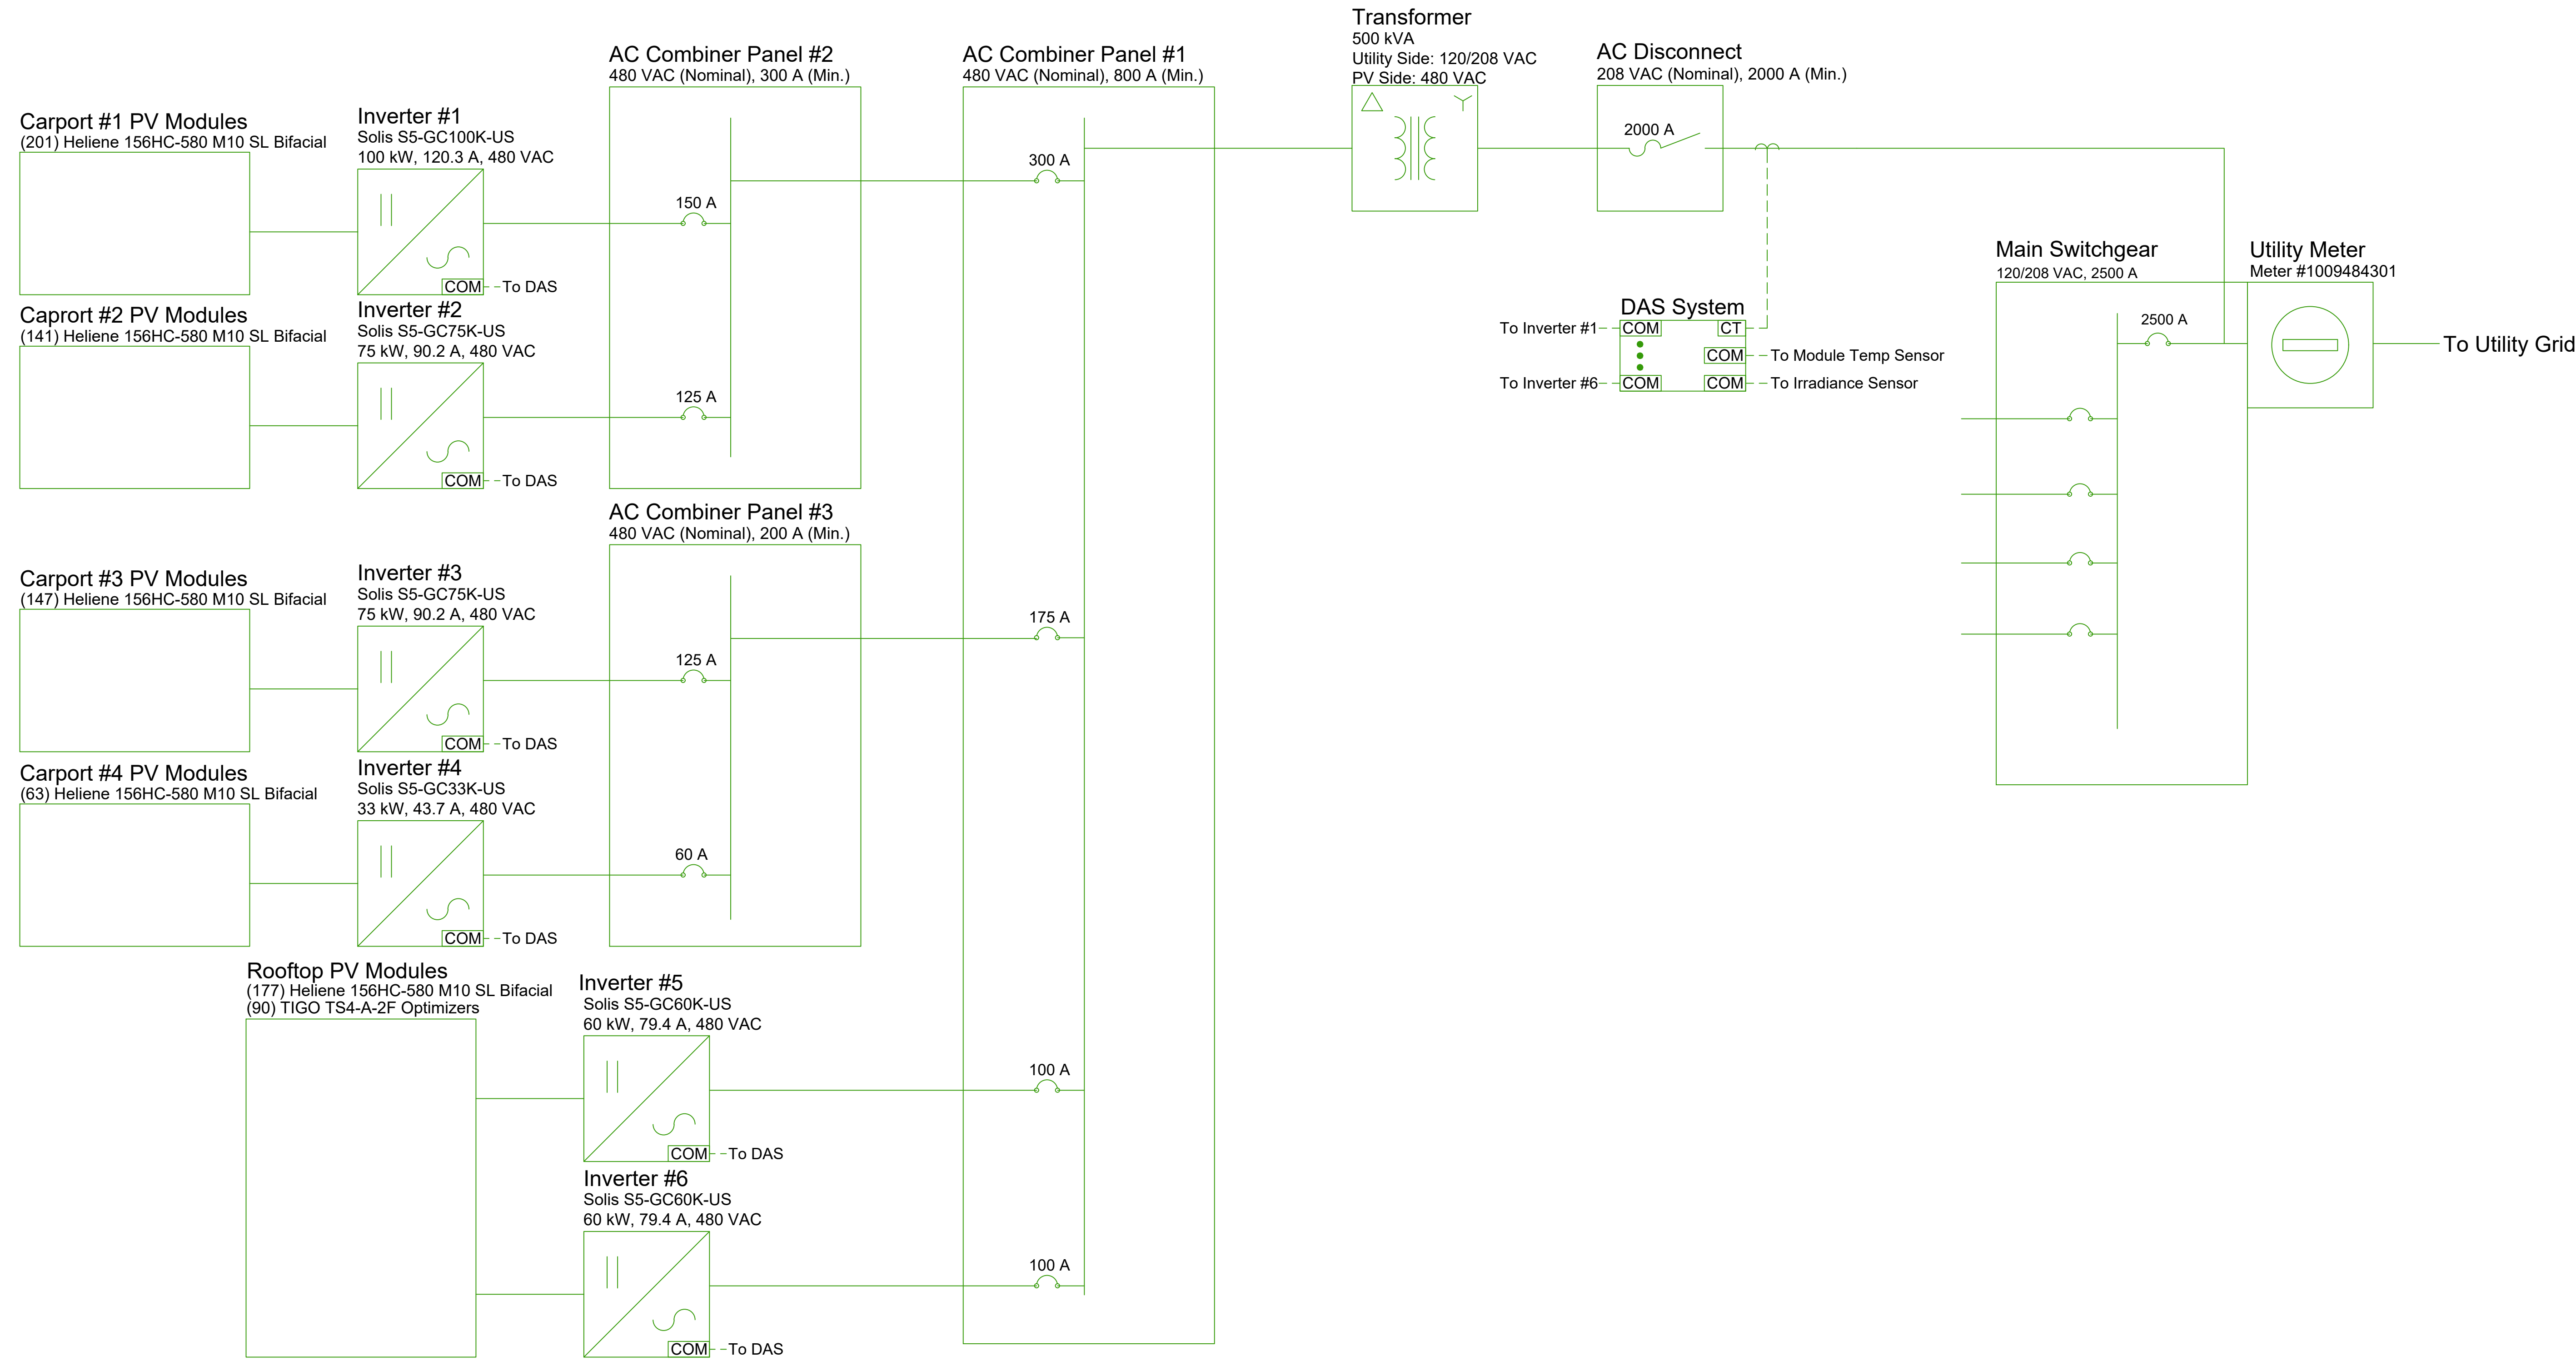 Transformer
500 kVA
Utility Side: 120/208 VAC
PV Side: 480 VAC
AC Disconnect
208 VAC (Nominal), 2000 A (Min.)
2000 A
AC Combiner Panel #2
480 VAC (Nominal), 300 A (Min.)
150 A
125 A
AC Combiner Panel #1
480 VAC (Nominal), 800 A (Min.)
300 A
175 A
100 A
100 A
Carport #1 PV Modules
(201) Heliene 156HC-580 M10 SL Bifacial
Inverter #1
Solis S5-GC100K-US
100 kW, 120.3 A, 480 VAC
COM
To DAS
Caprort #2 PV Modules
(141) Heliene 156HC-580 M10 SL Bifacial
Inverter #2
Solis S5-GC75K-US
75 kW, 90.2 A, 480 VAC
COM
To DAS
AC Combiner Panel #3
480 VAC (Nominal), 200 A (Min.)
125 A
60 A
Carport #3 PV Modules
(147) Heliene 156HC-580 M10 SL Bifacial
Inverter #3
Solis S5-GC75K-US
75 kW, 90.2 A, 480 VAC
COM
To DAS
Carport #4 PV Modules
(63) Heliene 156HC-580 M10 SL Bifacial
Inverter #4
Solis S5-GC33K-US
33 kW, 43.7 A, 480 VAC
COM
To DAS
Rooftop PV Modules
(177) Heliene 156HC-580 M10 SL Bifacial
(90) TIGO TS4-A-2F Optimizers
Inverter #5
Solis S5-GC60K-US
60 kW, 79.4 A, 480 VAC
COM
To DAS
Inverter #6
Solis S5-GC60K-US
60 kW, 79.4 A, 480 VAC
COM
To DAS
DAS System
To Inverter #1
COM
CT
COM
To Module Temp Sensor
To Inverter #6
COM
COM
To Irradiance Sensor
Main Switchgear
120/208 VAC, 2500 A
2500 A
Utility Meter
Meter #1009484301
To Utility Grid